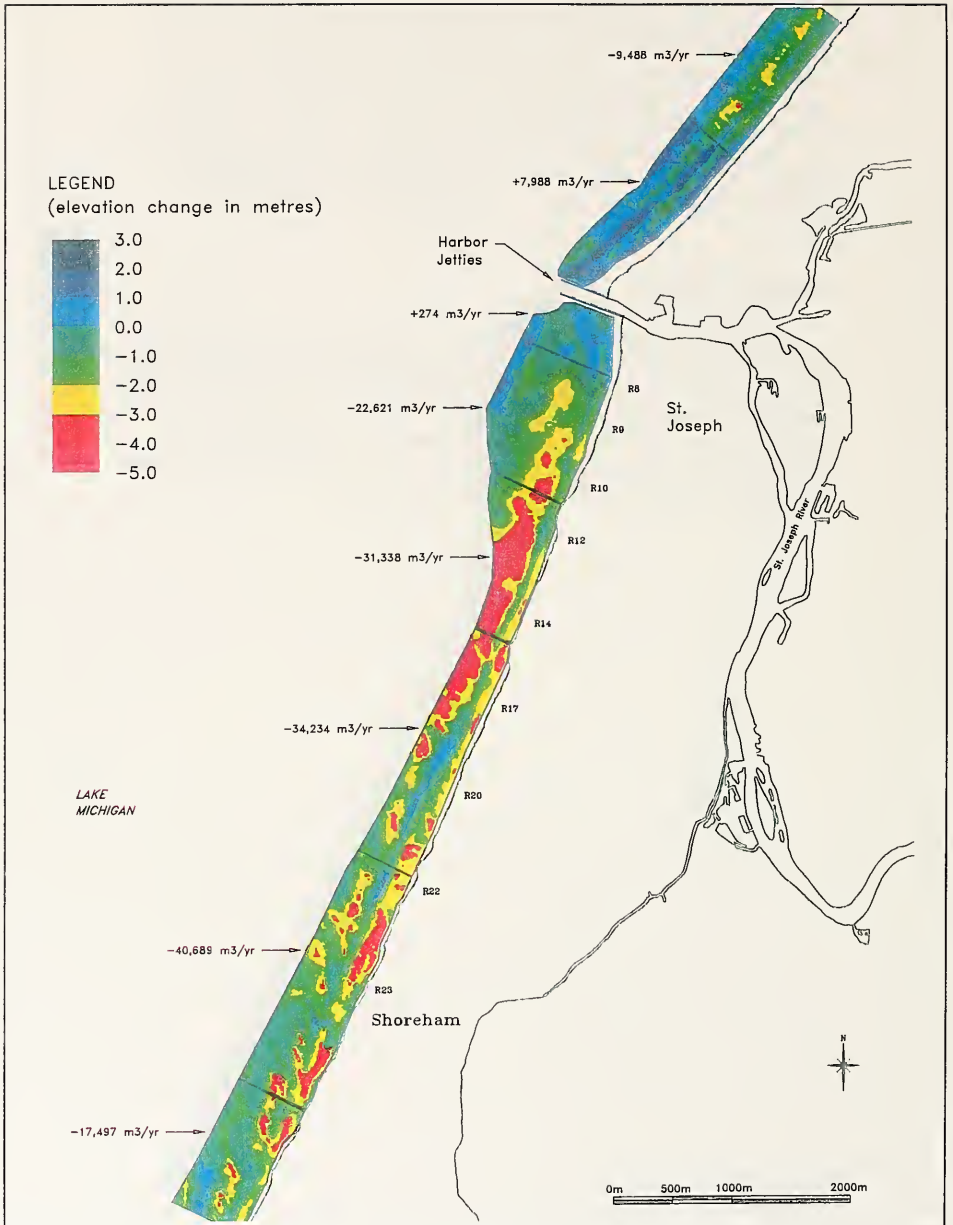 -9,488 m3/yr
LEGEND
(elevation change in metres)
3.0
2.0
1.0
0.0
-1.0
-2.0
-3.0
-4.0
-5.0
+7,988 m3/yr
Harbor
Jetties
+274 m3/yr
R8
St.
Joseph
-22,621 m3/yr
R9
R10
St. Joseph River
R12
-31,338 m3/yr
R14
R17
-34,234 m3/yr
LAKE
MICHIGAN
R20
R22
-40,689 m3/yr
R23
Shoreham
N
-17,497 m3/yr
0m 500m 1000m 2000m